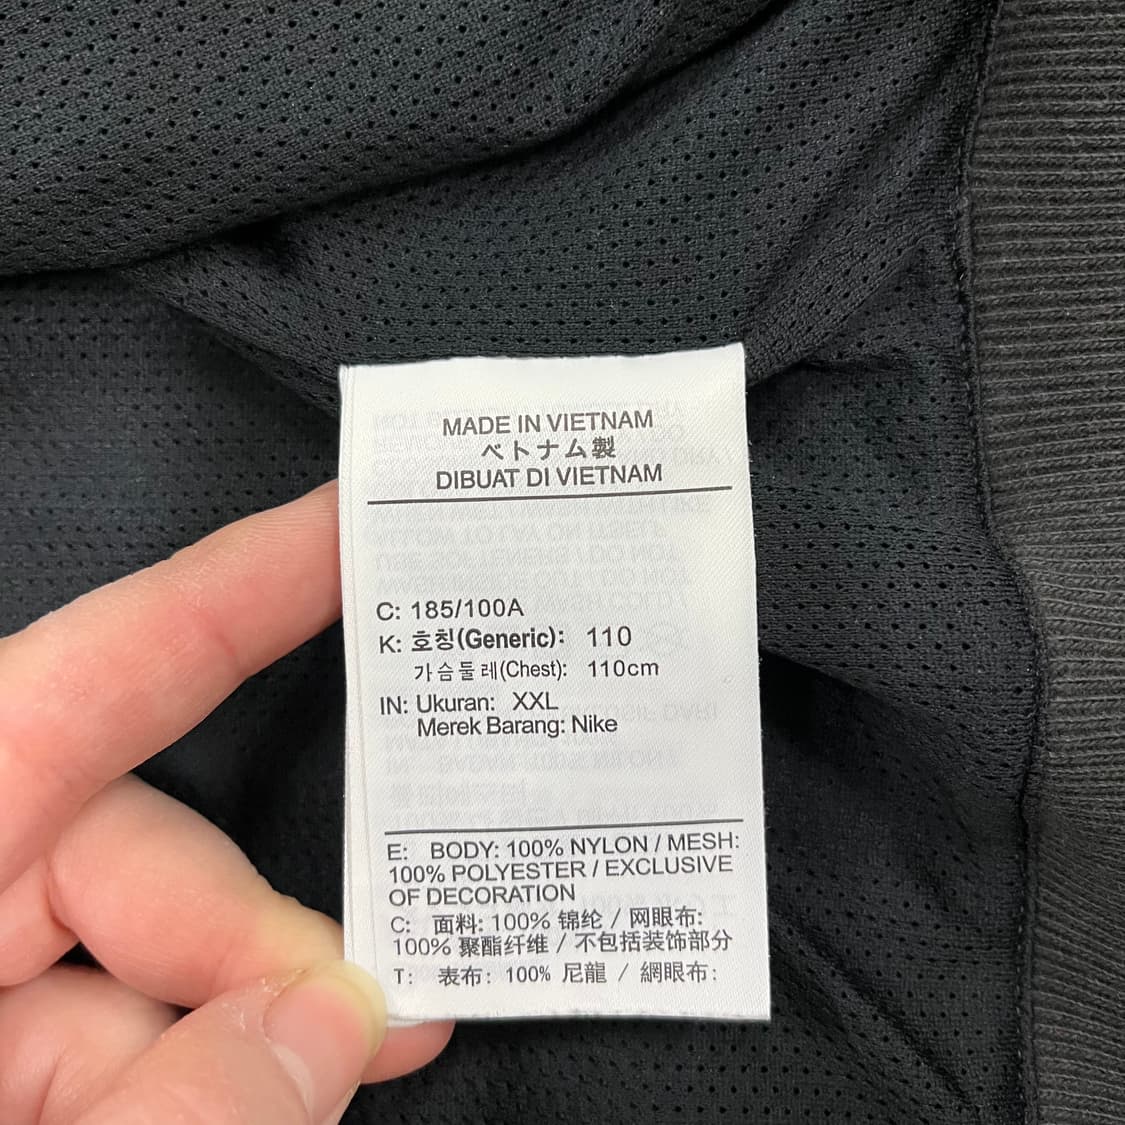 MADE IN VIETNAM
ベトナム製
DIBUAT DI VIETNAM
C: 185/100A
K: 호칭(Generic): 110
가슴둘레(Chest): 110cm
IN: Ukuran: XXL
Merek Barang: Nike
E: BODY: 100% NYLON / MESH:
100% POLYESTER / EXCLUSIVE
OF DECORATION
C: 面料: 100% 锦纶 / 网眼布:
100% 聚酯纤维 / 不包括装饰部分
T: 表布: 100% 尼龍 / 網眼布: